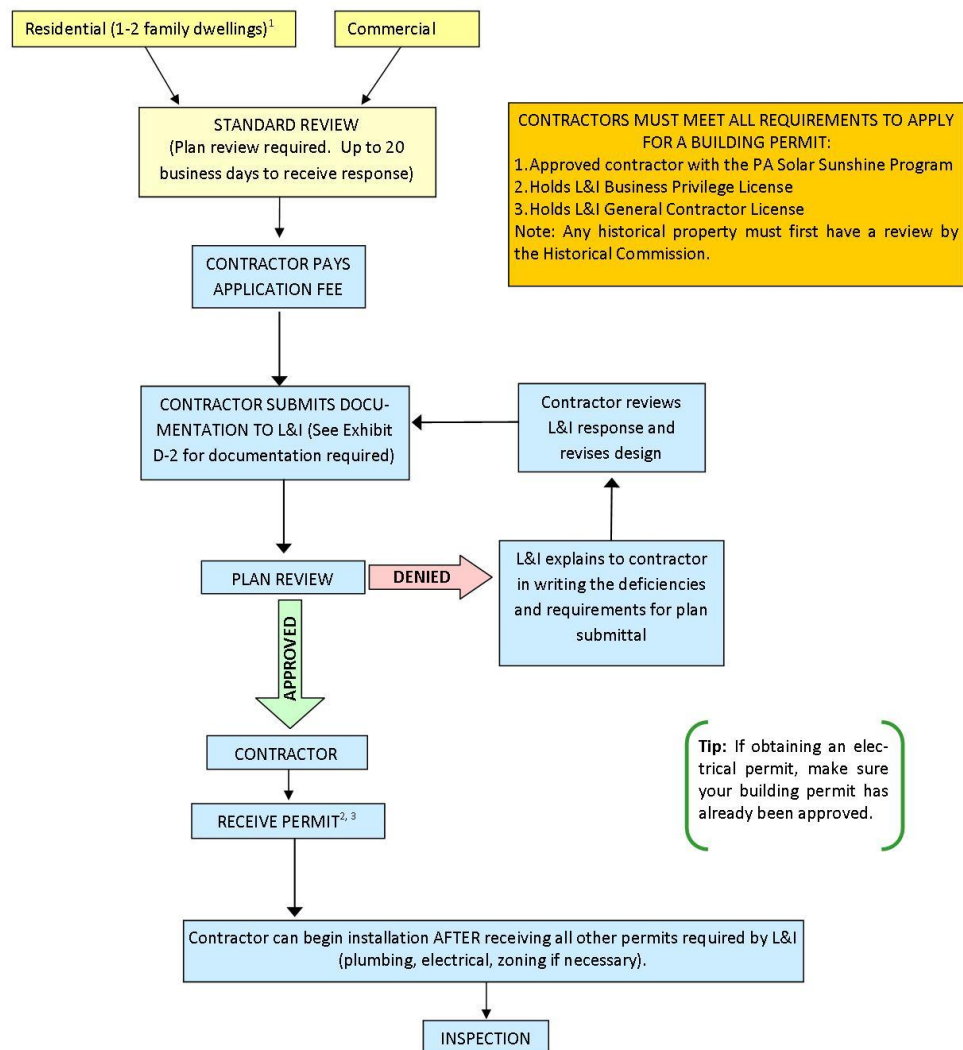 Residential (1-2 family dwellings)1
Commercial
STANDARD REVIEW
(Plan review required.  Up to 20
business days to receive response)
CONTRACTORS MUST MEET ALL REQUIREMENTS TO APPLY
FOR A BUILDING PERMIT:
1.Approved contractor with the PA Solar Sunshine Program
2.Holds L&I Business Privilege License
3.Holds L&I General Contractor License
Note: Any historical property must first have a review by
the Historical Commission.
CONTRACTOR PAYS
APPLICATION FEE
CONTRACTOR SUBMITS DOCU-
MENTATION TO L&I (See Exhibit
D-2 for documentation required)
Contractor reviews
L&I response and
revises design
PLAN REVIEW
DENIED
L&I explains to contractor
in writing the deficiencies
and requirements for plan
submittal
APPROVED
CONTRACTOR
RECEIVE PERMIT2, 3
Tip: If obtaining an elec-
trical permit, make sure
your building permit has
already been approved.
Contractor can begin installation AFTER receiving all other permits required by L&I
(plumbing, electrical, zoning if necessary).
INSPECTION